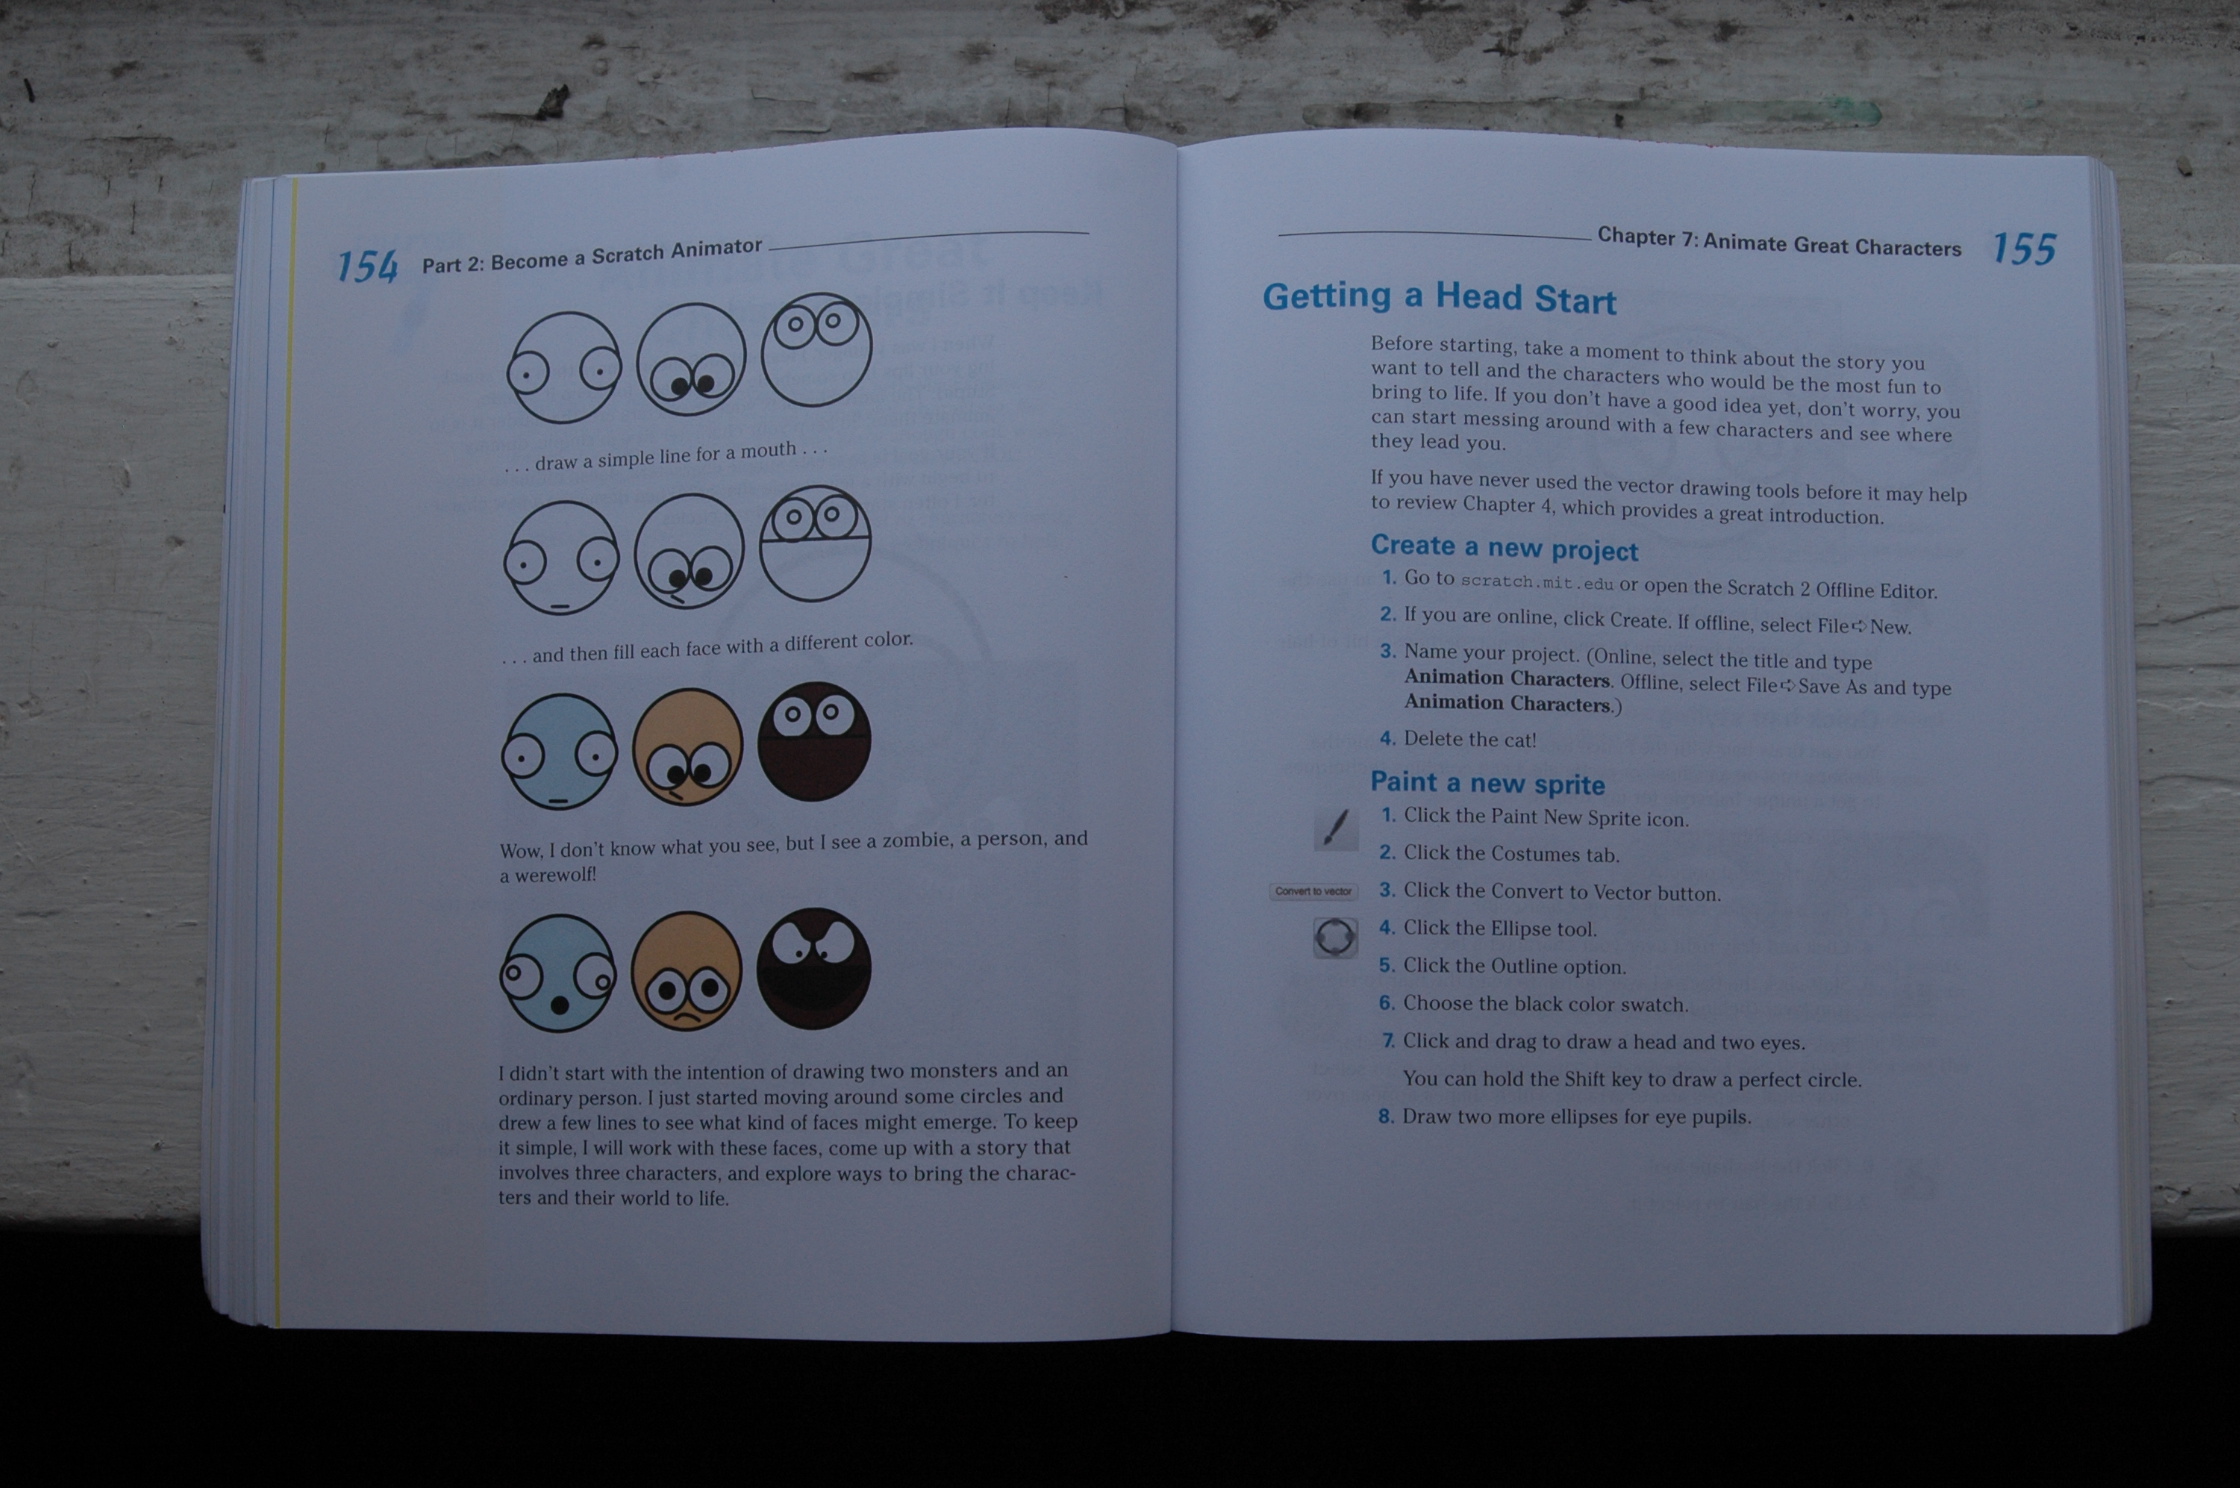 154 Part 2: Become a Scratch Animator
. . . draw a simple line for a mouth . . .
. . . and then fill each face with a different color.
Wow, I don't know what you see, but I see a zombie, a person, and
a werewolf!
I didn't start with the intention of drawing two monsters and an
ordinary person. I just started moving around some circles and
drew a few lines to see what kind of faces might emerge. To keep
it simple, I will work with these faces, come up with a story that
involves three characters, and explore ways to bring the charac-
ters and their world to life.
Chapter 7: Animate Great Characters 155
Getting a Head Start
Before starting, take a moment to think about the story you
want to tell and the characters who would be the most fun to
bring to life. If you don't have a good idea yet, don't worry, you
can start messing around with a few characters and see where
they lead you.
If you have never used the vector drawing tools before it may help
to review Chapter 4, which provides a great introduction.
Create a new project
1. Go to scratch.mit.edu or open the Scratch 2 Offline Editor.
2. If you are online, click Create. If offline, select File➪New.
3. Name your project. (Online, select the title and type
Animation Characters. Offline, select File➪Save As and type
Animation Characters.)
4. Delete the cat!
Paint a new sprite
1. Click the Paint New Sprite icon.
2. Click the Costumes tab.
Convert to vector
3. Click the Convert to Vector button.
4. Click the Ellipse tool.
5. Click the Outline option.
6. Choose the black color swatch.
7. Click and drag to draw a head and two eyes.
You can hold the Shift key to draw a perfect circle.
8. Draw two more ellipses for eye pupils.